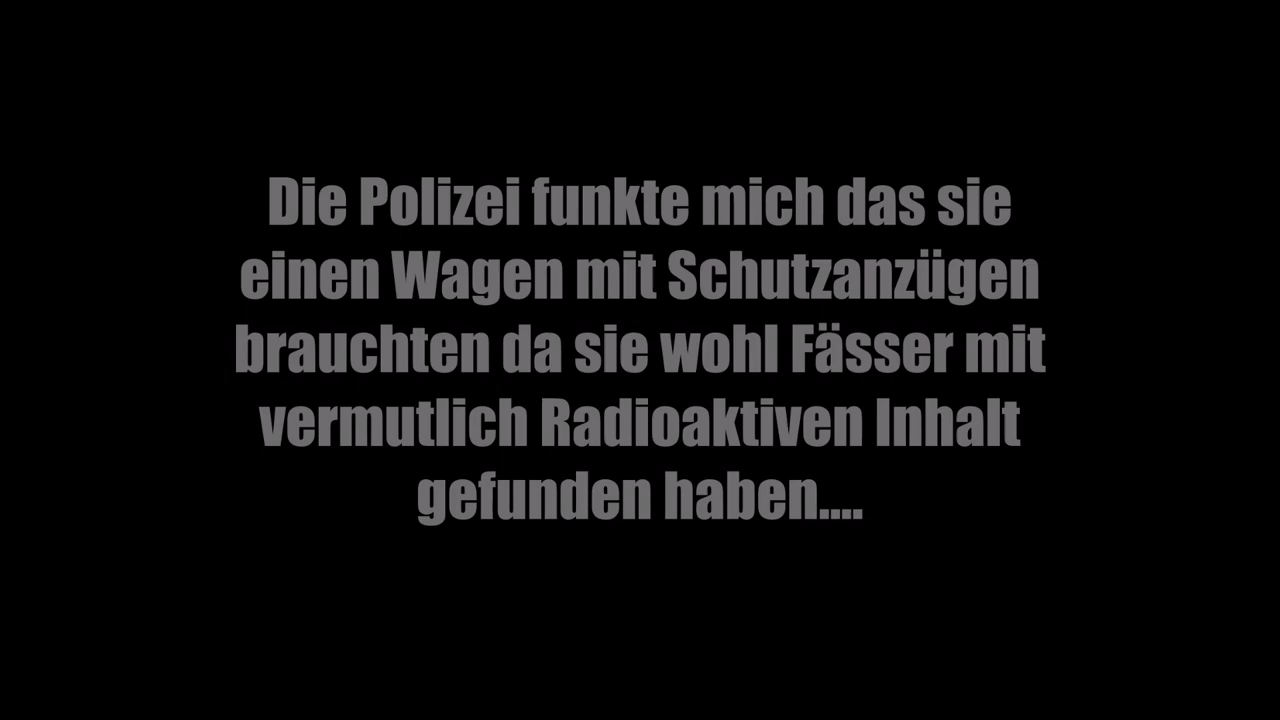 Die Polizei funkte mich das sie
einen Wagen mit Schutzanzügen
brauchten da sie wohl Fässer mit
vermutlich Radioaktiven Inhalt
gefunden haben....